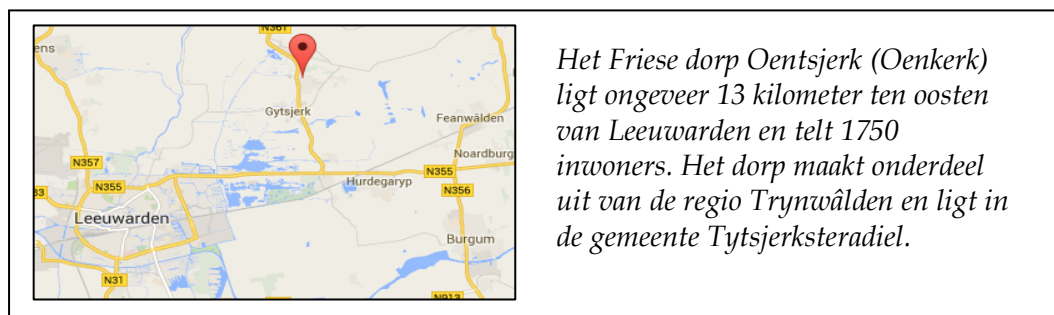 N361
ens
Gytsjerk
Feanwâlden
Noardburg
N357
N355
N355
Hurdegaryp
N356
83
Leeuwarden
Burgum
N31
N913
Het Friese dorp Oentsjerk (Oenkerk)
ligt ongeveer 13 kilometer ten oosten
van Leeuwarden en telt 1750
inwoners. Het dorp maakt onderdeel
uit van de regio Trynwâlden en ligt in
de gemeente Tytsjerksteradiel.